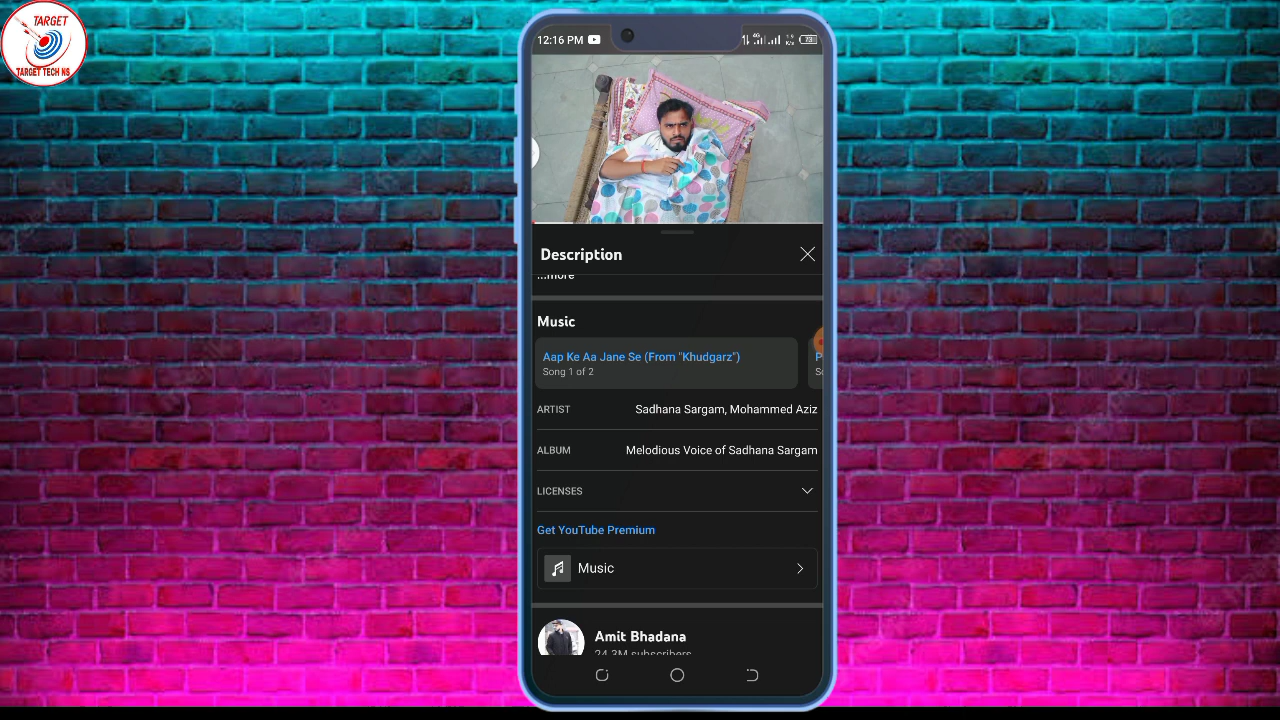 TARGET
TARGET TECH NS
12:16 PM
73
Description
...more
Music
Aap Ke Aa Jane Se (From "Khudgarz")
Song 1 of 2
P
So
ARTIST
Sadhana Sargam, Mohammed Aziz
ALBUM
Melodious Voice of Sadhana Sargam
LICENSES
Get YouTube Premium
Music
Amit Bhadana
24.3M subscribers